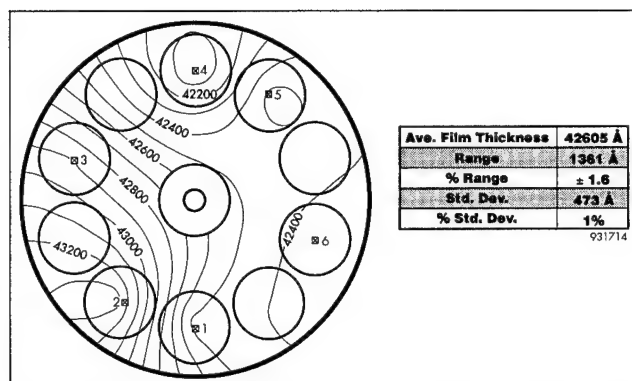 4
42200
5
42400
42600
3
42800
42400
43000
6
43200
2
1
Ave. Film Thickness 42605 Å
Range 1361 Å
% Range ± 1.6
Std. Dev. 473 Å
% Std. Dev. 1%
931714